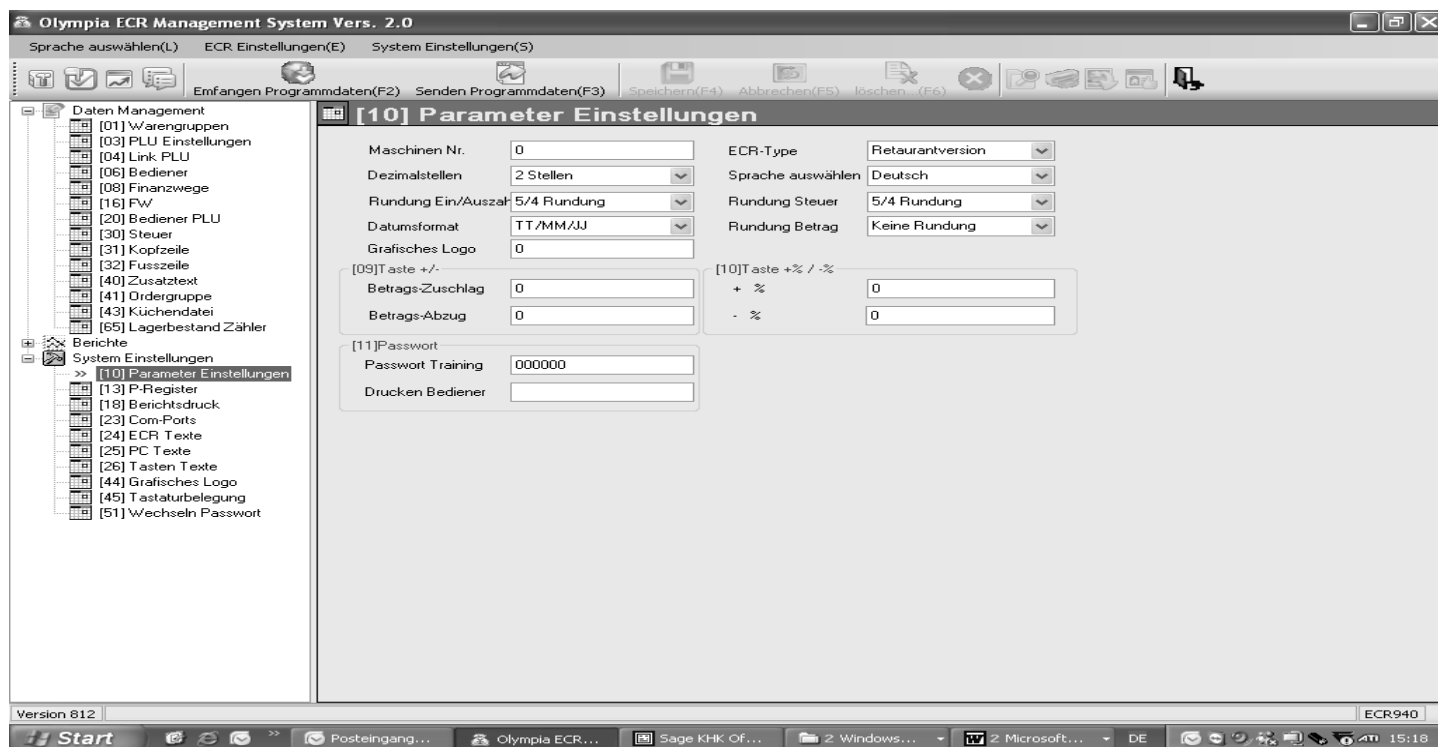 Olympia ECR Management System Vers. 2.0
Sprache auswählen(L) ECR Einstellungen(E) System Einstellungen(S)
Emfangen Programmdaten(F2) Senden Programmdaten(F3) Speichern(F4) Abbrechen(F5) löschen...(F6)
Daten Management
[01] Warengruppen
[03] PLU Einstellungen
[04] Link PLU
[06] Bediener
[08] Finanzwege
[16] FW
[20] Bediener PLU
[30] Steuer
[31] Kopfzeile
[32] Fusszeile
[40] Zusatztext
[41] Ordergruppe
[43] Küchendatei
[65] Lagerbestand Zähler
Berichte
System Einstellungen
>> [10] Parameter Einstellungen
[13] P-Register
[18] Berichtsdruck
[23] Com-Ports
[24] ECR Texte
[25] PC Texte
[26] Tasten Texte
[44] Grafisches Logo
[45] Tastaturbelegung
[51] Wechseln Passwort
[10] Parameter Einstellungen
Maschinen Nr. 0 ECR-Type Retaurantversion
Dezimalstellen 2 Stellen Sprache auswählen Deutsch
Rundung Ein/Auszah 5/4 Rundung Rundung Steuer 5/4 Rundung
Datumsformat TT/MM/JJ Rundung Betrag Keine Rundung
Grafisches Logo 0
[09]Taste +/- [10]Taste +% / -%
Betrags-Zuschlag 0 + % 0
Betrags-Abzug 0 - % 0
[11]Passwort
Passwort Training 000000
Drucken Bediener
Version 812 ECR940
Start Posteingang... Olympia ECR... Sage KHK Of... 2 Windows... 2 Microsoft... DE 15:18